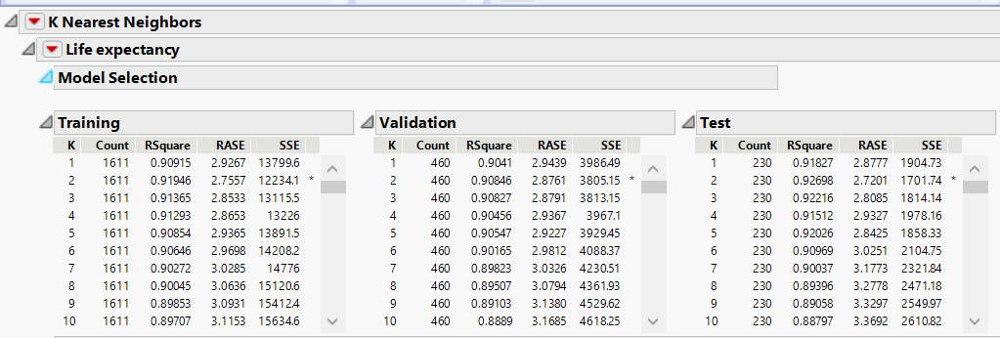 K Nearest Neighbors
Life expectancy
Model Selection
Training
K Count RSquare RASE SSE
1 1611 0.90915 2.9267 13799.6
2 1611 0.91946 2.7557 12234.1 *
3 1611 0.91365 2.8533 13115.5
4 1611 0.91293 2.8653 13226
5 1611 0.90854 2.9365 13891.5
6 1611 0.90646 2.9698 14208.2
7 1611 0.90272 3.0285 14776
8 1611 0.90045 3.0636 15120.6
9 1611 0.89853 3.0931 15412.4
10 1611 0.89707 3.1153 15634.6
Validation
K Count RSquare RASE SSE
1 460 0.9041 2.9439 3986.49
2 460 0.90846 2.8761 3805.15 *
3 460 0.90827 2.8791 3813.15
4 460 0.90456 2.9367 3967.1
5 460 0.90547 2.9227 3929.45
6 460 0.90165 2.9812 4088.37
7 460 0.89823 3.0326 4230.51
8 460 0.89507 3.0794 4361.93
9 460 0.89103 3.1380 4529.62
10 460 0.8889 3.1685 4618.25
Test
K Count RSquare RASE SSE
1 230 0.91827 2.8777 1904.73
2 230 0.92698 2.7201 1701.74 *
3 230 0.92216 2.8085 1814.14
4 230 0.91512 2.9327 1978.16
5 230 0.92026 2.8425 1858.33
6 230 0.90969 3.0251 2104.75
7 230 0.90037 3.1773 2321.84
8 230 0.89396 3.2778 2471.18
9 230 0.89058 3.3297 2549.97
10 230 0.88797 3.3692 2610.82